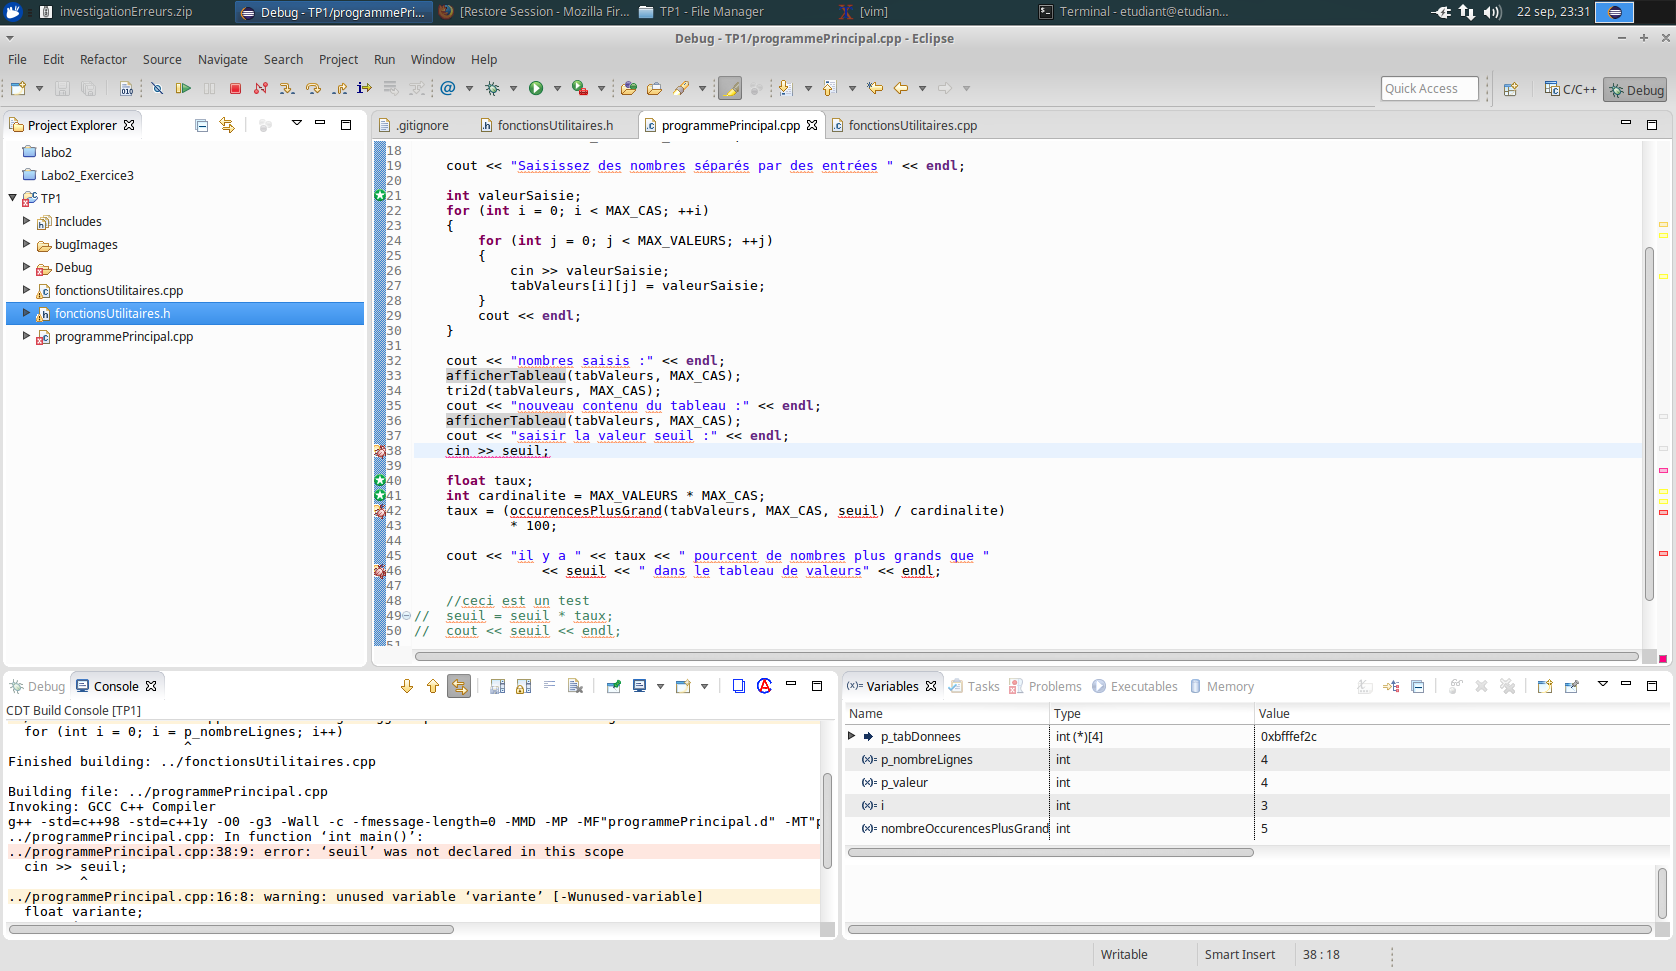 investigationErreurs.zip
Debug - TP1/programmePri...
[Restore Session - Mozilla Fir...
TP1 - File Manager
[vim]
Terminal - etudiant@etudian...
22 sep, 23:31
Debug - TP1/programmePrincipal.cpp - Eclipse
File Edit Refactor Source Navigate Search Project Run Window Help
Quick Access
C/C++
Debug
Project Explorer
labo2
Labo2_Exercice3
TP1
Includes
bugImages
Debug
fonctionsUtilitaires.cpp
fonctionsUtilitaires.h
programmePrincipal.cpp
.gitignore
fonctionsUtilitaires.h
programmePrincipal.cpp
fonctionsUtilitaires.cpp
18
19 cout << "Saisissez des nombres séparés par des entrées " << endl;
20
21 int valeurSaisie;
22 for (int i = 0; i < MAX_CAS; ++i)
23 {
24 for (int j = 0; j < MAX_VALEURS; ++j)
25 {
26 cin >> valeurSaisie;
27 tabValeurs[i][j] = valeurSaisie;
28 }
29 cout << endl;
30 }
31
32 cout << "nombres saisis :" << endl;
33 afficherTableau(tabValeurs, MAX_CAS);
34 tri2d(tabValeurs, MAX_CAS);
35 cout << "nouveau contenu du tableau :" << endl;
36 afficherTableau(tabValeurs, MAX_CAS);
37 cout << "saisir la valeur seuil :" << endl;
38 cin >> seuil;
39
40 float taux;
41 int cardinalite = MAX_VALEURS * MAX_CAS;
42 taux = (occurencesPlusGrand(tabValeurs, MAX_CAS, seuil) / cardinalite)
43 * 100;
44
45 cout << "il y a " << taux << " pourcent de nombres plus grands que "
46 << seuil << " dans le tableau de valeurs" << endl;
47
48 //ceci est un test
49 // seuil = seuil * taux;
50 // cout << seuil << endl;
51
Debug
Console
CDT Build Console [TP1]
for (int i = 0; i = p_nombreLignes; i++)
^
Finished building: ../fonctionsUtilitaires.cpp
Building file: ../programmePrincipal.cpp
Invoking: GCC C++ Compiler
g++ -std=c++98 -std=c++1y -O0 -g3 -Wall -c -fmessage-length=0 -MMD -MP -MF"programmePrincipal.d" -MT"p
../programmePrincipal.cpp: In function ‘int main()’:
../programmePrincipal.cpp:38:9: error: ‘seuil’ was not declared in this scope
cin >> seuil;
^
../programmePrincipal.cpp:16:8: warning: unused variable ‘variante’ [-Wunused-variable]
float variante;
(x)= Variables
Tasks
Problems
Executables
Memory
Name Type Value
p_tabDonnees int (*)[4] 0xbfffef2c
(x)= p_nombreLignes int 4
(x)= p_valeur int 4
(x)= i int 3
(x)= nombreOccurencesPlusGrand int 5
Writable
Smart Insert
38 : 18